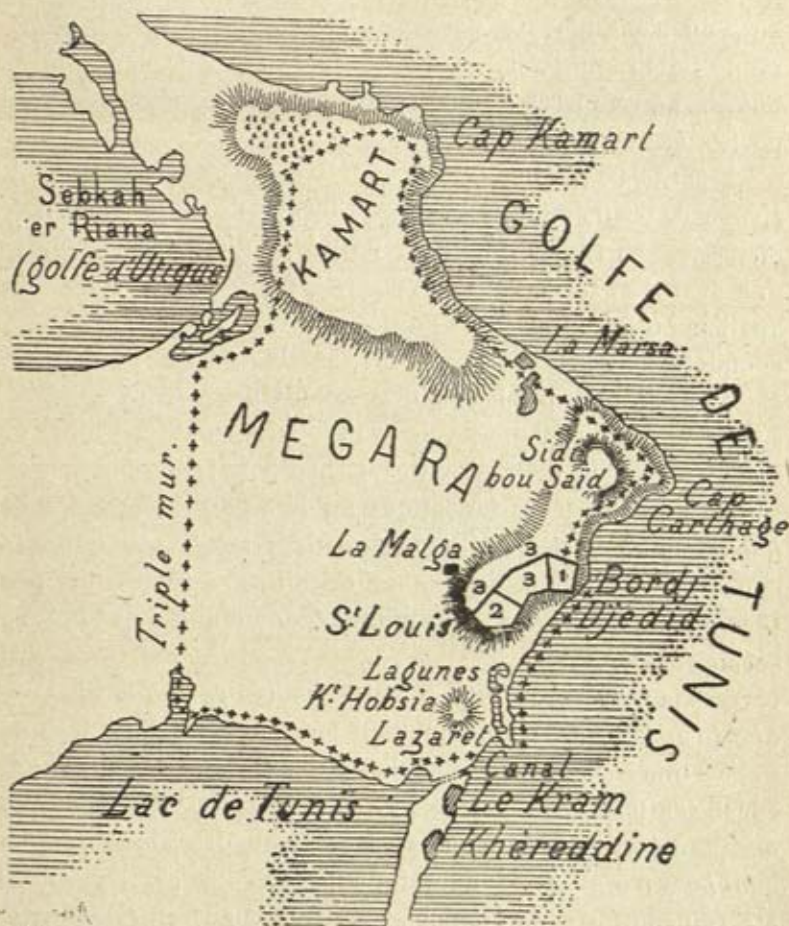 Cap Kamart
KAMART
GOLFE DE TUNIS
Sebkah
er Riana
(golfe d'Utique)
La Marsa
MEGARA
Sidi
bou Saïd
Cap
Carthage
Triple mur.
La Malga
3
3
3
1
2
Bordj
Djedid
St Louis
Lagunes
Kt Hobsia
Lazaret
Canal
Lac de Tunis
Le Kram
Khéreddine